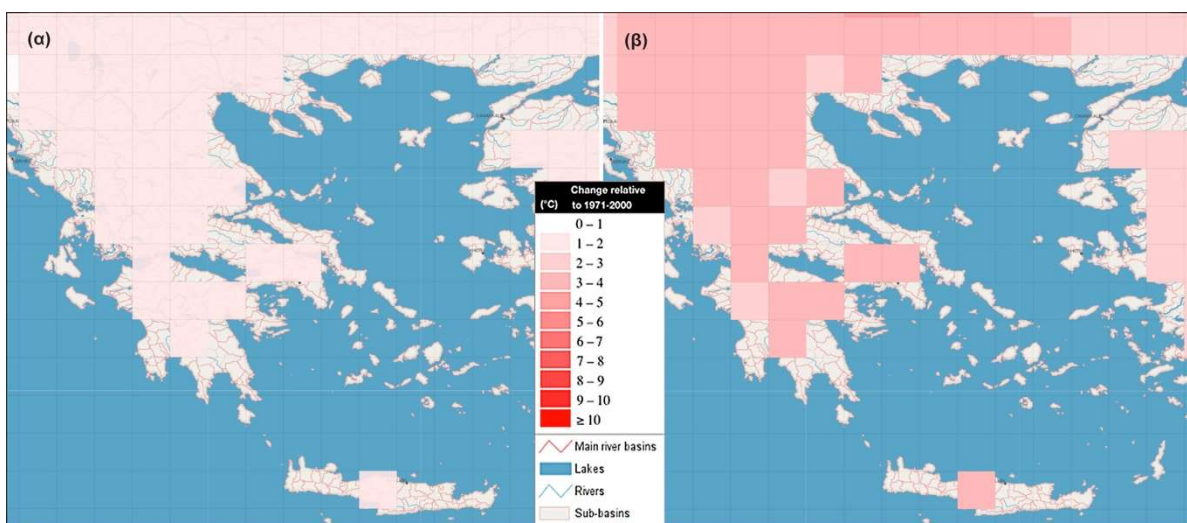 (α)
(β)
(°C)
Change relative
to 1971-2000
0 – 1
1 – 2
2 – 3
3 – 4
4 – 5
5 – 6
6 – 7
7 – 8
8 – 9
9 – 10
≥ 10
Main river basins
Lakes
Rivers
Sub-basins